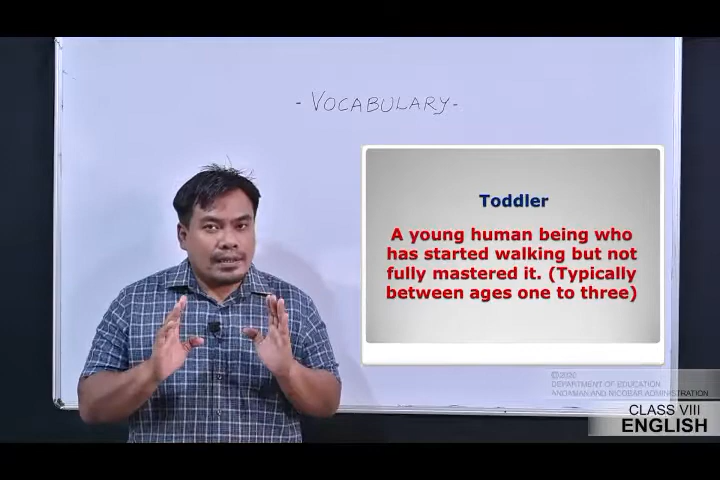 - VOCABULARY -
Toddler
A young human being who
has started walking but not
fully mastered it. (Typically
between ages one to three)
©2020
DEPARTMENT OF EDUCATION
ANDAMAN AND NICOBAR ADMINISTRATION
CLASS VIII
ENGLISH